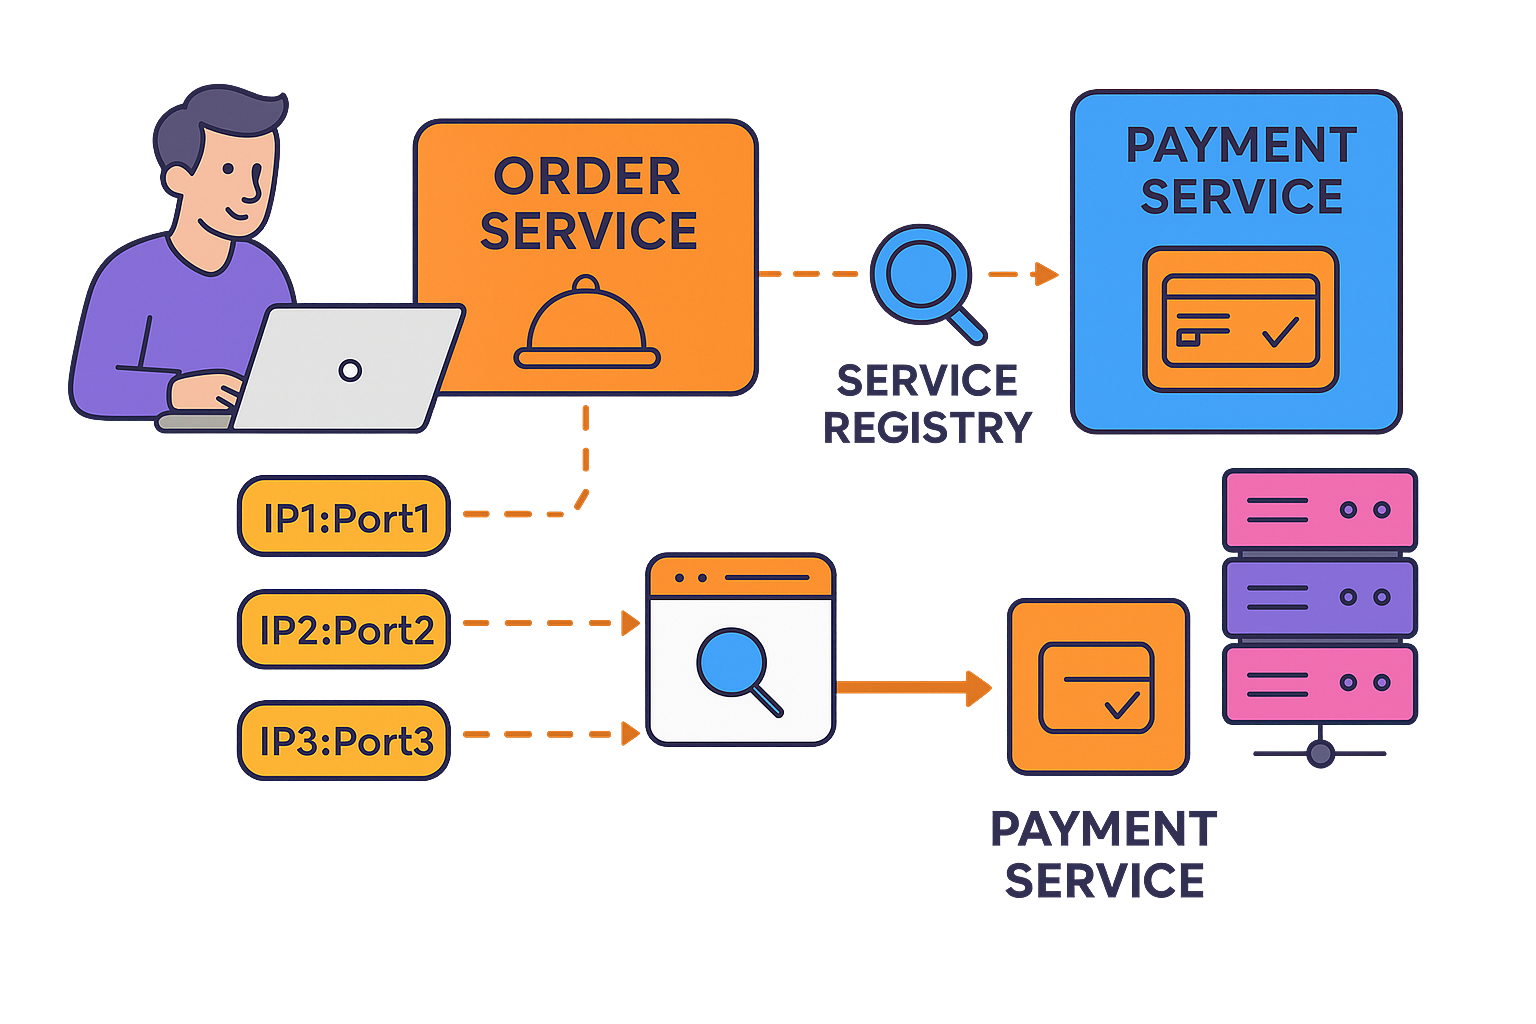 ORDER
SERVICE
PAYMENT
SERVICE
SERVICE
REGISTRY
IP1:Port1
IP2:Port2
IP3:Port3
PAYMENT
SERVICE